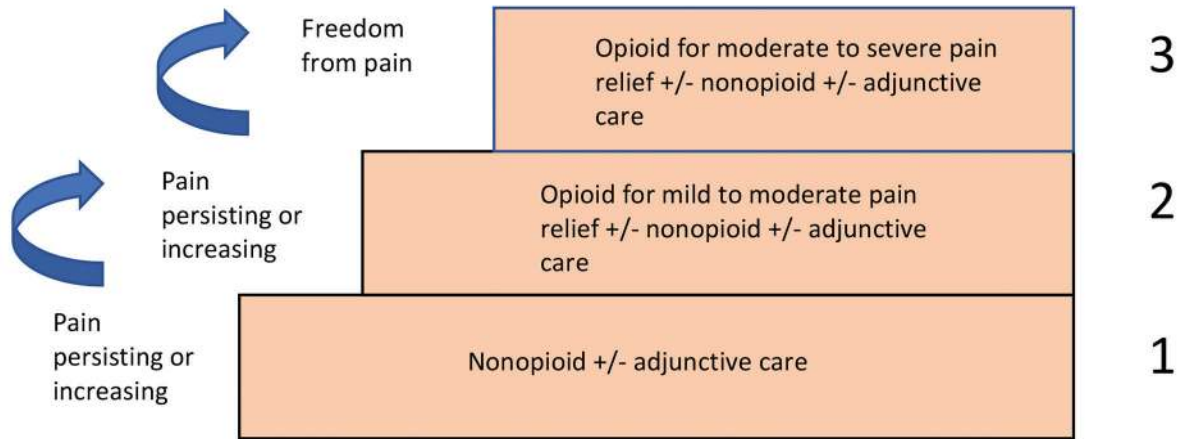 Freedom
from pain
Opioid for moderate to severe pain
relief +/- nonopioid +/- adjunctive
care
3
Pain
persisting or
increasing
Opioid for mild to moderate pain
relief +/- nonopioid +/- adjunctive
care
2
Pain
persisting or
increasing
Nonopioid +/- adjunctive care
1